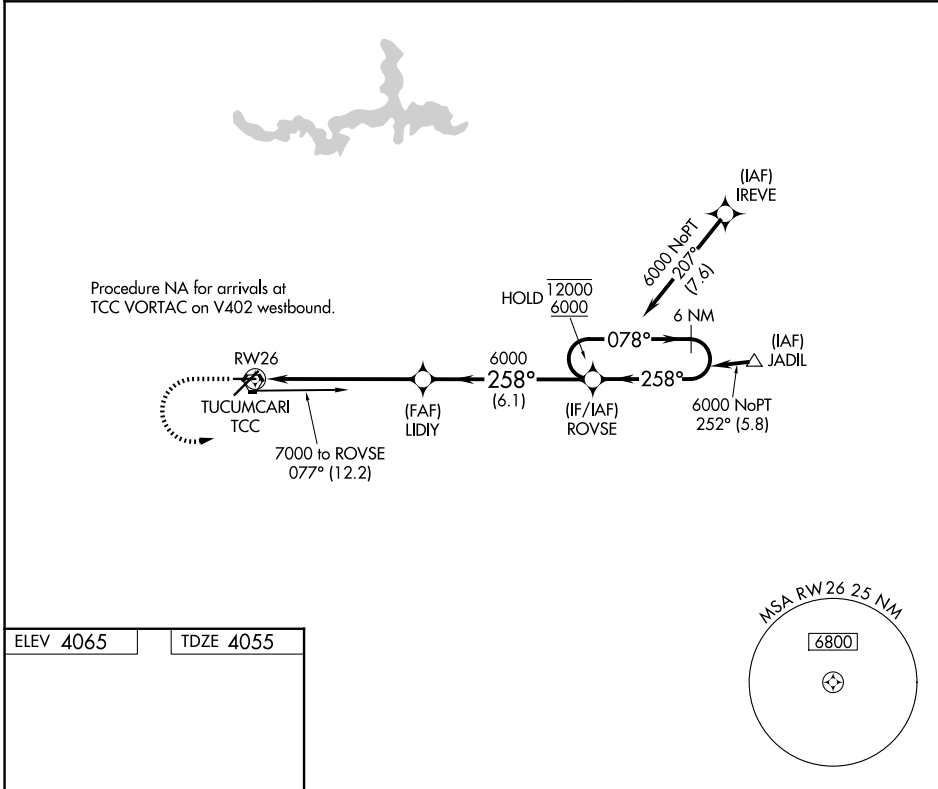 (IAF)
IREVE
6000 NoPT
207°
(7.6)
Procedure NA for arrivals at
TCC VORTAC on V402 westbound.
HOLD
12000
6000
6 NM
078°
(IAF)
JADIL
RW26
6000
258°
(6.1)
258°
TUCUMCARI
TCC
(FAF)
LIDIY
(IF/IAF)
ROVSE
6000 NoPT
252° (5.8)
7000 to ROVSE
077° (12.2)
MSA RW26 25 NM
6800
ELEV 4065
TDZE 4055